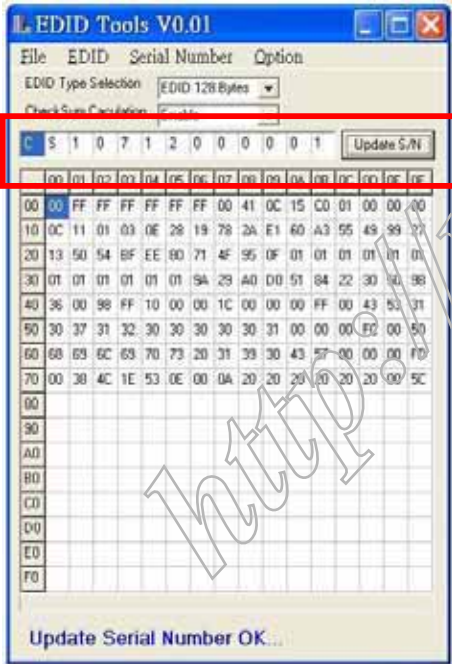 EDID Tools V0.01
File EDID Serial Number Option
EDID Type Selection EDID 128 Bytes
CheckSum Caculation Enable
C S 1 0 7 1 2 0 0 0 0 1 Update S/N
00 01 02 03 04 05 06 07 08 09 0A 0B 0C 0D 0E 0F
00 00 FF FF FF FF FF FF 00 41 0C 15 C0 01 00 00 00
10 0C 11 01 03 0E 28 19 78 2A E1 60 A3 55 49 99 27
20 13 50 54 BF EE 80 71 4F 95 0F 01 01 01 01 01 01
30 01 01 01 01 01 01 9A 29 A0 D0 51 84 22 30 98
40 36 00 98 FF 10 00 00 1C 00 00 00 FF 00 43 53 31
50 30 37 31 32 30 30 30 30 30 31 00 00 00 FC 00 50
60 68 69 6C 69 70 73 20 31 39 30 43 57 00 00 00 FD
70 00 38 4C 1E 53 0E 00 0A 20 20 20 20 20 20 00 5C
80
90
A0
B0
C0
D0
E0
F0
Update Serial Number OK...
http://